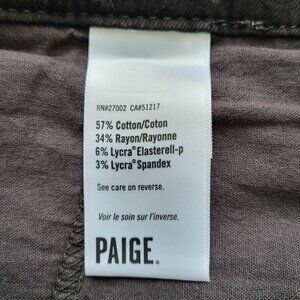 RN#27002 CA#51217
57% Cotton/Coton
34% Rayon/Rayonne
6% Lycra® Elasterell-p
3% Lycra® Spandex
See care on reverse.
Voir le soin sur l'inverse.
PAIGE®